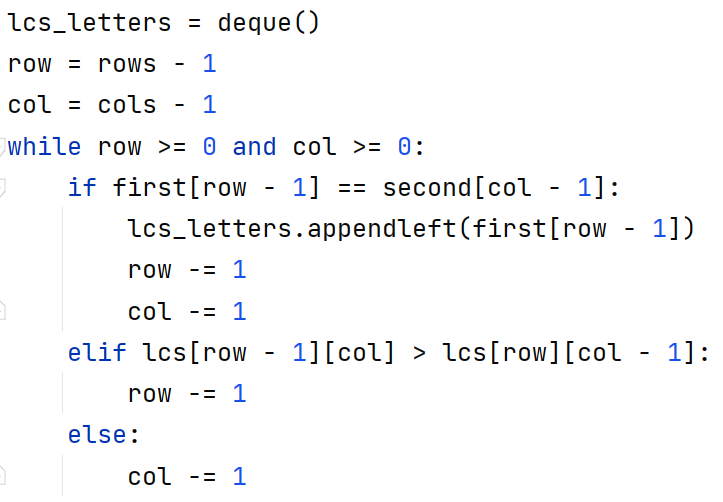 lcs_letters = deque()
row = rows - 1
col = cols - 1
while row >= 0 and col >= 0:
    if first[row - 1] == second[col - 1]:
        lcs_letters.appendleft(first[row - 1])
        row -= 1
        col -= 1
    elif lcs[row - 1][col] > lcs[row][col - 1]:
        row -= 1
    else:
        col -= 1